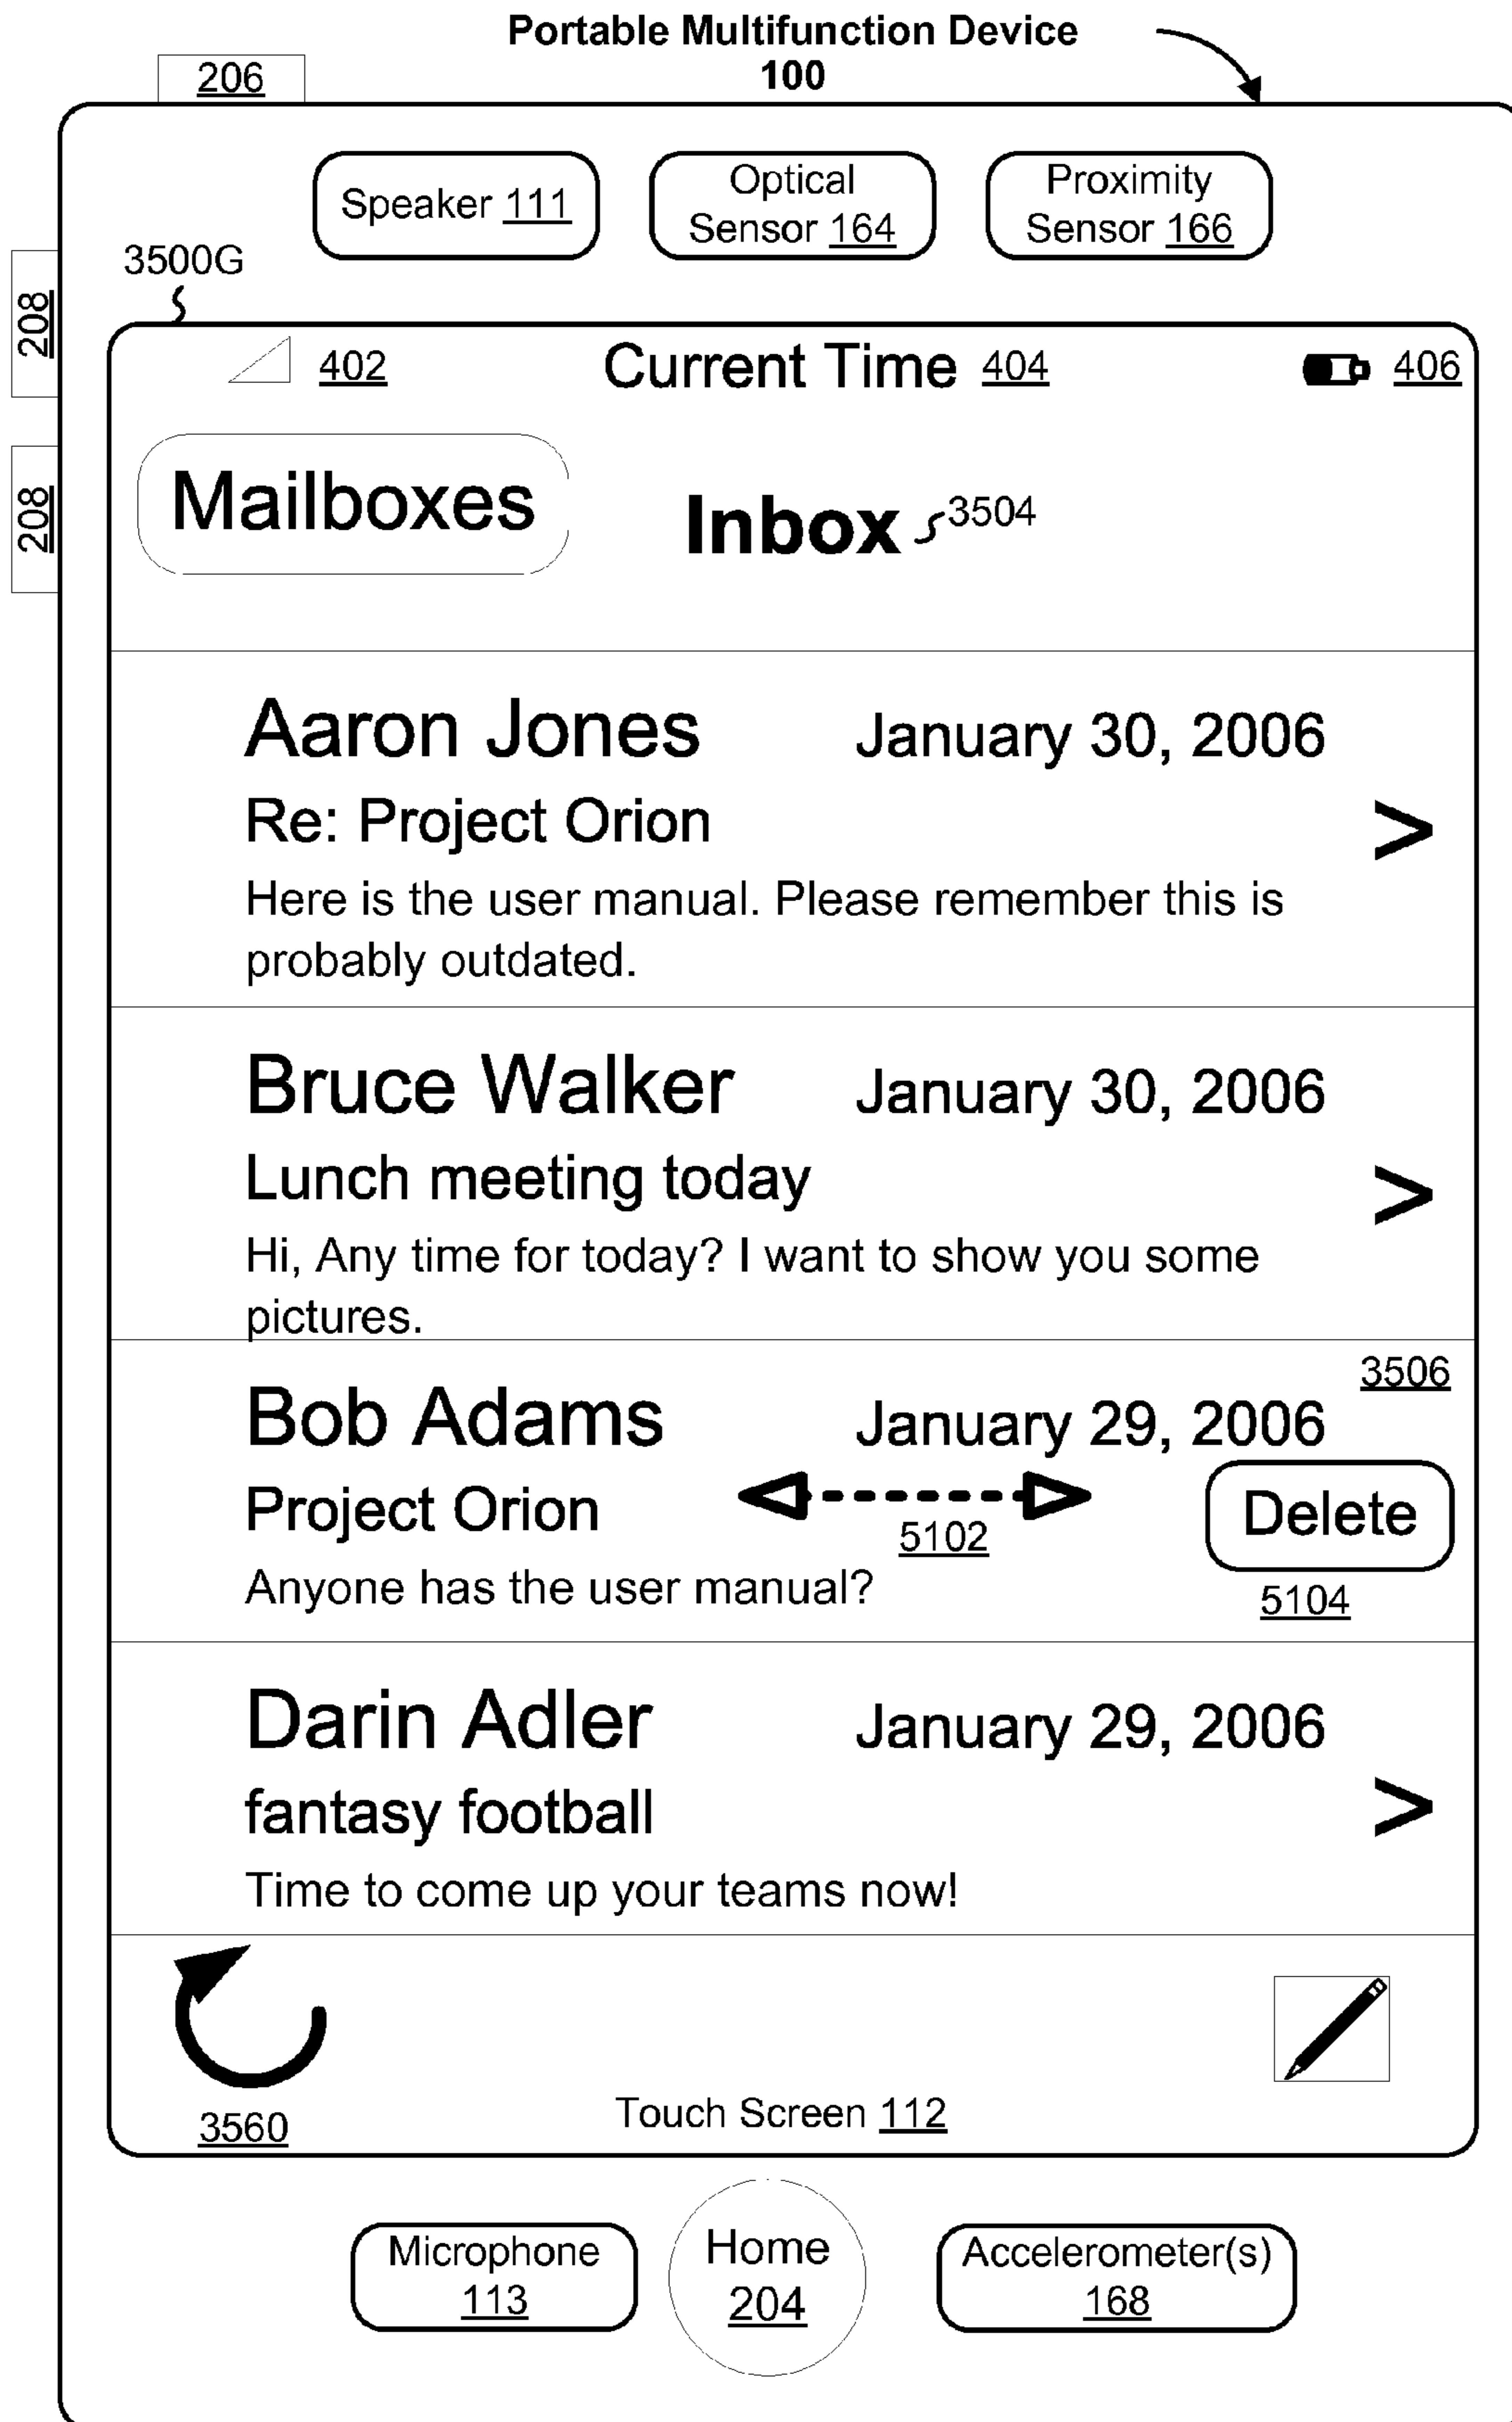 Portable Multifunction Device
100
206
Speaker 111
Optical
Sensor 164
Proximity
Sensor 166
3500G
208
208
402
Current Time 404
406
Mailboxes
Inbox
3504
Aaron Jones
January 30, 2006
Re: Project Orion
>
Here is the user manual. Please remember this is
probably outdated.
Bruce Walker
January 30, 2006
Lunch meeting today
>
Hi, Any time for today? I want to show you some
pictures.
3506
Bob Adams
January 29, 2006
Project Orion
5102
Delete
Anyone has the user manual?
5104
Darin Adler
January 29, 2006
fantasy football
>
Time to come up your teams now!
3560
Touch Screen 112
Microphone
113
Home
204
Accelerometer(s)
168